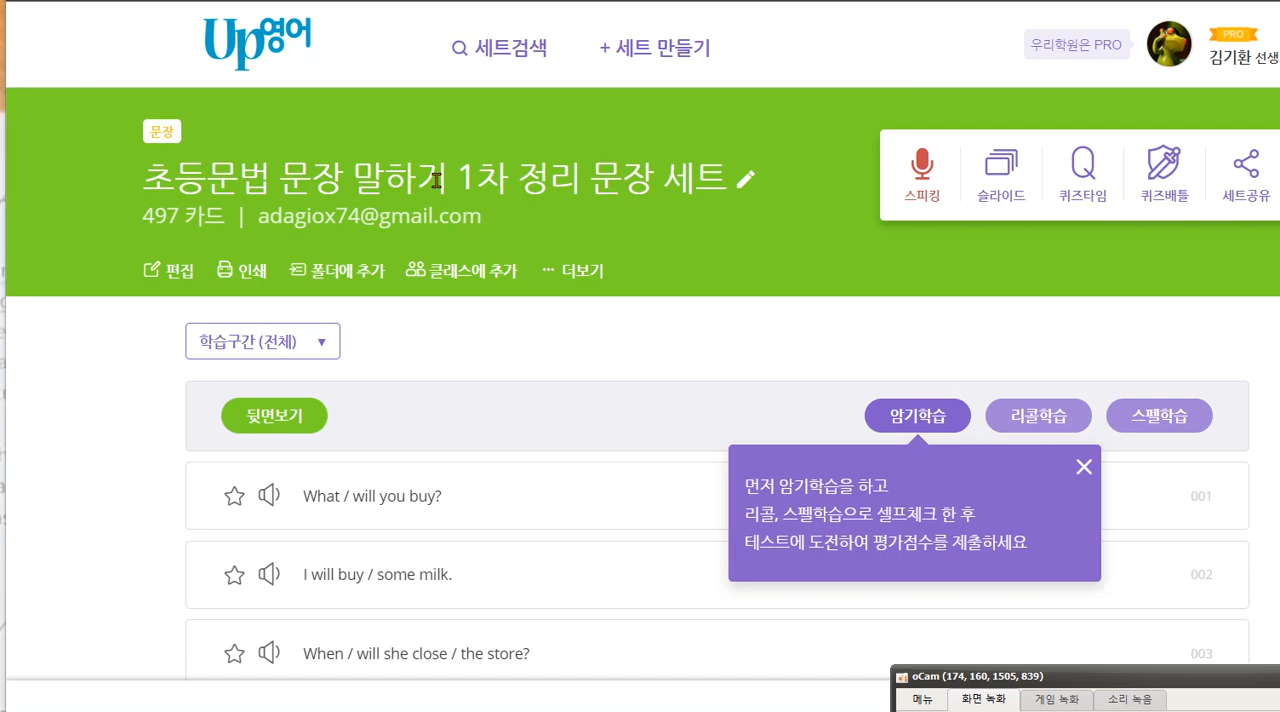 Up영어
세트검색
+ 세트 만들기
우리학원은 PRO
PRO
김기환 선생
문장
초등문법 문장 말하기 1차 정리 문장 세트
497 카드 | adagiox74@gmail.com
편집
인쇄
폴더에 추가
클래스에 추가
··· 더보기
스피킹
슬라이드
퀴즈타임
퀴즈배틀
세트공유
학습구간 (전체) ▼
뒷면보기
암기학습
리콜학습
스펠학습
먼저 암기학습을 하고
리콜, 스펠학습으로 셀프체크 한 후
테스트에 도전하여 평가점수를 제출하세요
What / will you buy?
001
I will buy / some milk.
002
When / will she close / the store?
003
oCam (174, 160, 1505, 839)
메뉴
화면 녹화
게임 녹화
소리 녹음